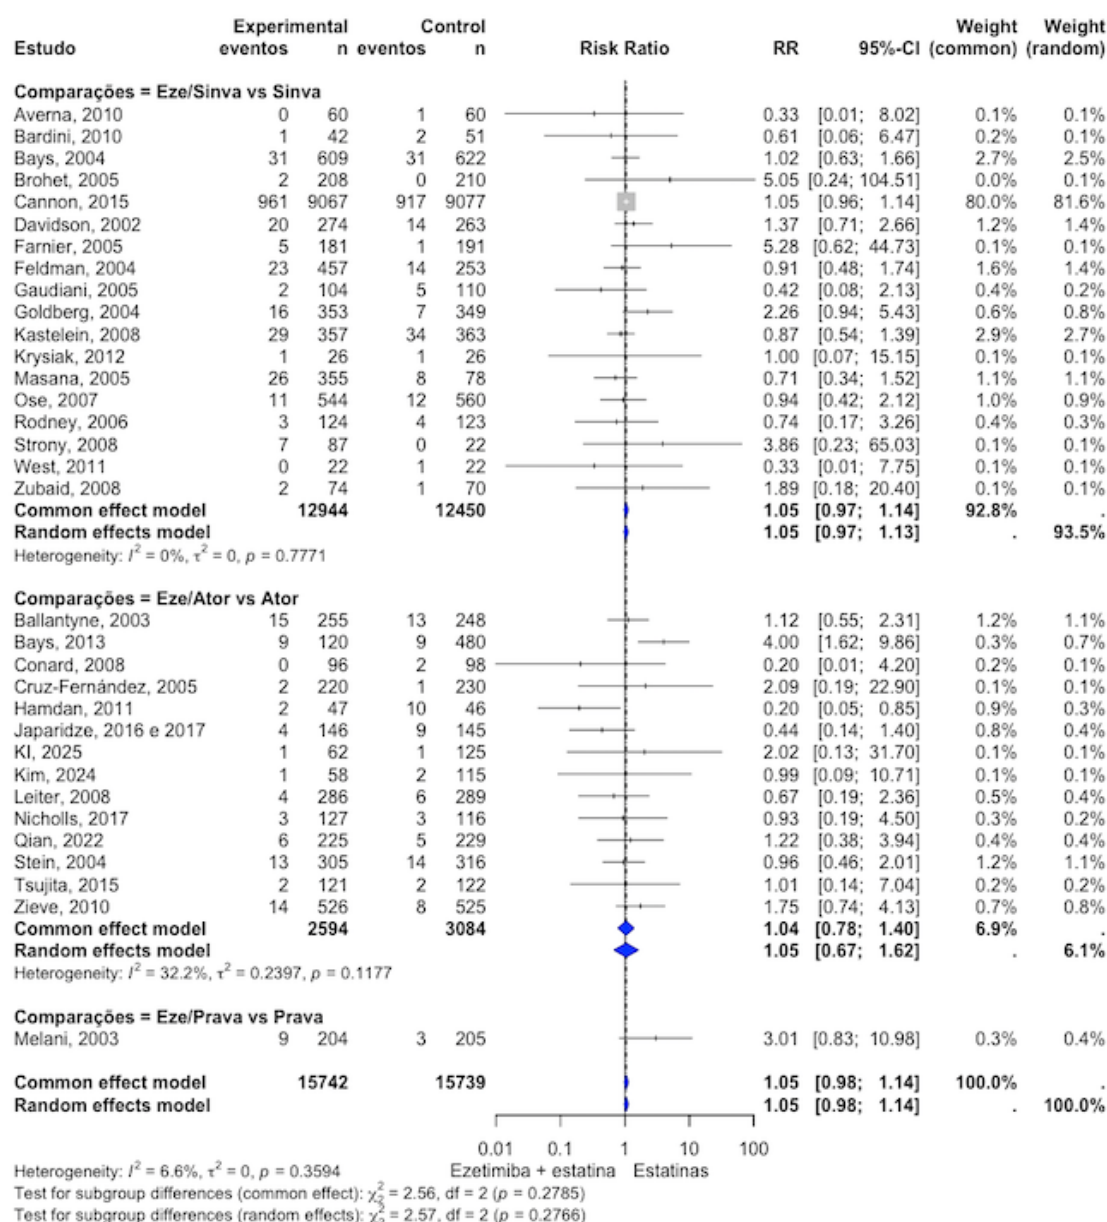 Experimental Control Weight Weight
Estudo eventos n eventos n Risk Ratio RR 95%-CI (common) (random)
Comparações = Eze/Sinva vs Sinva
Averna, 2010 0 60 1 60 0.33 [0.01; 8.02] 0.1% 0.1%
Bardini, 2010 1 42 2 51 0.61 [0.06; 6.47] 0.2% 0.1%
Bays, 2004 31 609 31 622 1.02 [0.63; 1.66] 2.7% 2.5%
Brohet, 2005 2 208 0 210 5.05 [0.24; 104.51] 0.0% 0.1%
Cannon, 2015 961 9067 917 9077 1.05 [0.96; 1.14] 80.0% 81.6%
Davidson, 2002 20 274 14 263 1.37 [0.71; 2.66] 1.2% 1.4%
Farnier, 2005 5 181 1 191 5.28 [0.62; 44.73] 0.1% 0.1%
Feldman, 2004 23 457 14 253 0.91 [0.48; 1.74] 1.6% 1.4%
Gaudiani, 2005 2 104 5 110 0.42 [0.08; 2.13] 0.4% 0.2%
Goldberg, 2004 16 353 7 349 2.26 [0.94; 5.43] 0.6% 0.8%
Kastelein, 2008 29 357 34 363 0.87 [0.54; 1.39] 2.9% 2.7%
Krysiak, 2012 1 26 1 26 1.00 [0.07; 15.15] 0.1% 0.1%
Masana, 2005 26 355 8 78 0.71 [0.34; 1.52] 1.1% 1.1%
Ose, 2007 11 544 12 560 0.94 [0.42; 2.12] 1.0% 0.9%
Rodney, 2006 3 124 4 123 0.74 [0.17; 3.26] 0.4% 0.3%
Strony, 2008 7 87 0 22 3.86 [0.23; 65.03] 0.1% 0.1%
West, 2011 0 22 1 22 0.33 [0.01; 7.75] 0.1% 0.1%
Zubaid, 2008 2 74 1 70 1.89 [0.18; 20.40] 0.1% 0.1%
Common effect model 12944 12450 1.05 [0.97; 1.14] 92.8% .
Random effects model 1.05 [0.97; 1.13] . 93.5%
Heterogeneity: I² = 0%, τ² = 0, p = 0.7771
Comparações = Eze/Ator vs Ator
Ballantyne, 2003 15 255 13 248 1.12 [0.55; 2.31] 1.2% 1.1%
Bays, 2013 9 120 9 480 4.00 [1.62; 9.86] 0.3% 0.7%
Conard, 2008 0 96 2 98 0.20 [0.01; 4.20] 0.2% 0.1%
Cruz-Fernández, 2005 2 220 1 230 2.09 [0.19; 22.90] 0.1% 0.1%
Hamdan, 2011 2 47 10 46 0.20 [0.05; 0.85] 0.9% 0.3%
Japaridze, 2016 e 2017 4 146 9 145 0.44 [0.14; 1.40] 0.8% 0.4%
KI, 2025 1 62 1 125 2.02 [0.13; 31.70] 0.1% 0.1%
Kim, 2024 1 58 2 115 0.99 [0.09; 10.71] 0.1% 0.1%
Leiter, 2008 4 286 6 289 0.67 [0.19; 2.36] 0.5% 0.4%
Nicholls, 2017 3 127 3 116 0.93 [0.19; 4.50] 0.3% 0.2%
Qian, 2022 6 225 5 229 1.22 [0.38; 3.94] 0.4% 0.4%
Stein, 2004 13 305 14 316 0.96 [0.46; 2.01] 1.2% 1.1%
Tsujita, 2015 2 121 2 122 1.01 [0.14; 7.04] 0.2% 0.2%
Zieve, 2010 14 526 8 525 1.75 [0.74; 4.13] 0.7% 0.8%
Common effect model 2594 3084 1.04 [0.78; 1.40] 6.9% .
Random effects model 1.05 [0.67; 1.62] . 6.1%
Heterogeneity: I² = 32.2%, τ² = 0.2397, p = 0.1177
Comparações = Eze/Prava vs Prava
Melani, 2003 9 204 3 205 3.01 [0.83; 10.98] 0.3% 0.4%
Common effect model 15742 15739 1.05 [0.98; 1.14] 100.0% .
Random effects model 1.05 [0.98; 1.14] . 100.0%
0.01 0.1 1 10 100
Heterogeneity: I² = 6.6%, τ² = 0, p = 0.3594 Ezetimiba + estatina Estatinas
Test for subgroup differences (common effect): χ²₂ = 2.56, df = 2 (p = 0.2785)
Test for subgroup differences (random effects): χ²₂ = 2.57, df = 2 (p = 0.2766)